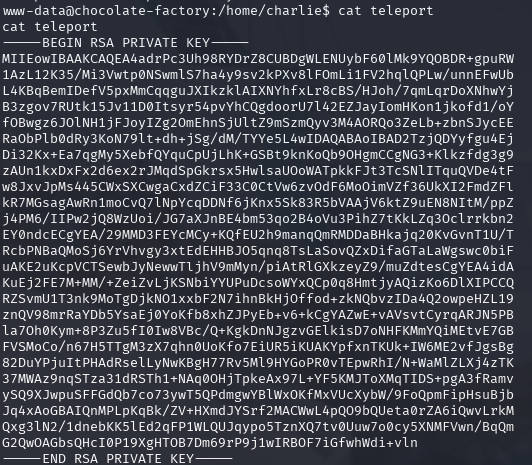 www-data@chocolate-factory:/home/charlie$ cat teleport
cat teleport
-----BEGIN RSA PRIVATE KEY-----
MIIEowIBAAKCAQEA4adrPc3Uh98RYDrZ8CUBDgWLENUybF60lMk9YQOBDR+gpuRW
1AzL12K35/Mi3Vwtp0NSwmlS7ha4y9sv2kPXv8lFOmLi1FV2hqlQPLw/unnEFwUb
L4KBqBemIDefV5pxMmCqqguJXIkzklAIXNYhfxLr8cBS/HJoh/7qmLqrDoXNhwYj
B3zgov7RUtk15Jv11D0Itsyr54pvYhCQgdoorU7l42EZJayIomHKon1jkofd1/oY
fOBwgz6JOlNH1jFJoyIZg2OmEhnSjUltZ9mSzmQyv3M4AORQo3ZeLb+zbnSJycEE
RaObPlb0dRy3KoN79lt+dh+jSg/dM/TYYe5L4wIDAQABAoIBAD2TzjQDYyfgu4Ej
Di32Kx+Ea7qgMy5XebfQYquCpUjLhK+GSBt9knKoQb9OHgmCCgNG3+Klkzfdg3g9
zAUn1kxDxFx2d6ex2rJMqdSpGkrsx5HwlsaUOoWATpkkFJt3TcSNlITquQVDe4tF
w8JxvJpMs445CWxSXCwgaCxdZCiF33C0CtVw6zvOdF6MoOimVZf36UkXI2FmdZFl
kR7MGsagAwRn1moCvQ7lNpYcqDDNf6jKnx5Sk83R5bVAAjV6ktZ9uEN8NItM/ppZ
j4PM6/IIPw2jQ8WzUoi/JG7aXJnBE4bm53qo2B4oVu3PihZ7tKkLZq3Oclrrkbn2
EY0ndcECgYEA/29MMD3FEYcMCy+KQfEU2h9manqQmRMDDaBHkajq20KvGvnT1U/T
RcbPNBaQMoSj6YrVhvgy3xtEdEHHBJO5qnq8TsLaSovQZxDifaGTaLaWgswc0biF
uAKE2uKcpVCTSewbJyNewwTljhV9mMyn/piAtRlGXkzeyZ9/muZdtesCgYEA4idA
KuEj2FE7M+MM/+ZeiZvLjKSNbiYYUPuDcsoWYxQCp0q8HmtjyAQizKo6DlXIPCCQ
RZSvmU1T3nk9MoTgDjkNO1xxbF2N7ihnBkHjOffod+zkNQbvzIDa4Q2owpeHZL19
znQV98mrRaYDb5YsaEj0YoKfb8xhZJPyEb+v6+kCgYAZwE+vAVsvtCyrqARJN5PB
la7Oh0Kym+8P3Zu5fI0Iw8VBc/Q+KgkDnNJgzvGElkisD7oNHFKMmYQiMEtvE7GB
FVSMoCo/n67H5TTgM3zX7qhn0UoKfo7EiUR5iKUAKYpfxnTKUk+IW6ME2vfJgsBg
82DuYPjuItPHAdRselLyNwKBgH77Rv5Ml9HYGoPR0vTEpwRhI/N+WaMlZLXj4zTK
37MWAz9nqSTza31dRSTh1+NAq0OHjTpkeAx97L+YF5KMJToXMqTIDS+pgA3fRamv
ySQ9XJwpuSFFGdQb7co73ywT5QPdmgwYBlWxOKfMxVUcXybW/9FoQpmFipHsuBjb
Jq4xAoGBAIQnMPLpKqBk/ZV+HXmdJYSrf2MACWwL4pQO9bQUeta0rZA6iQwvLrkM
Qxg3lN2/1dnebKK5lEd2qFP1WLQUJqypo5TznXQ7tv0Uuw7o0cy5XNMFVwn/BqQm
G2QwOAGbsQHcI0P19XgHTOB7Dm69rP9j1wIRBOF7iGfwhWdi+vln
-----END RSA PRIVATE KEY-----